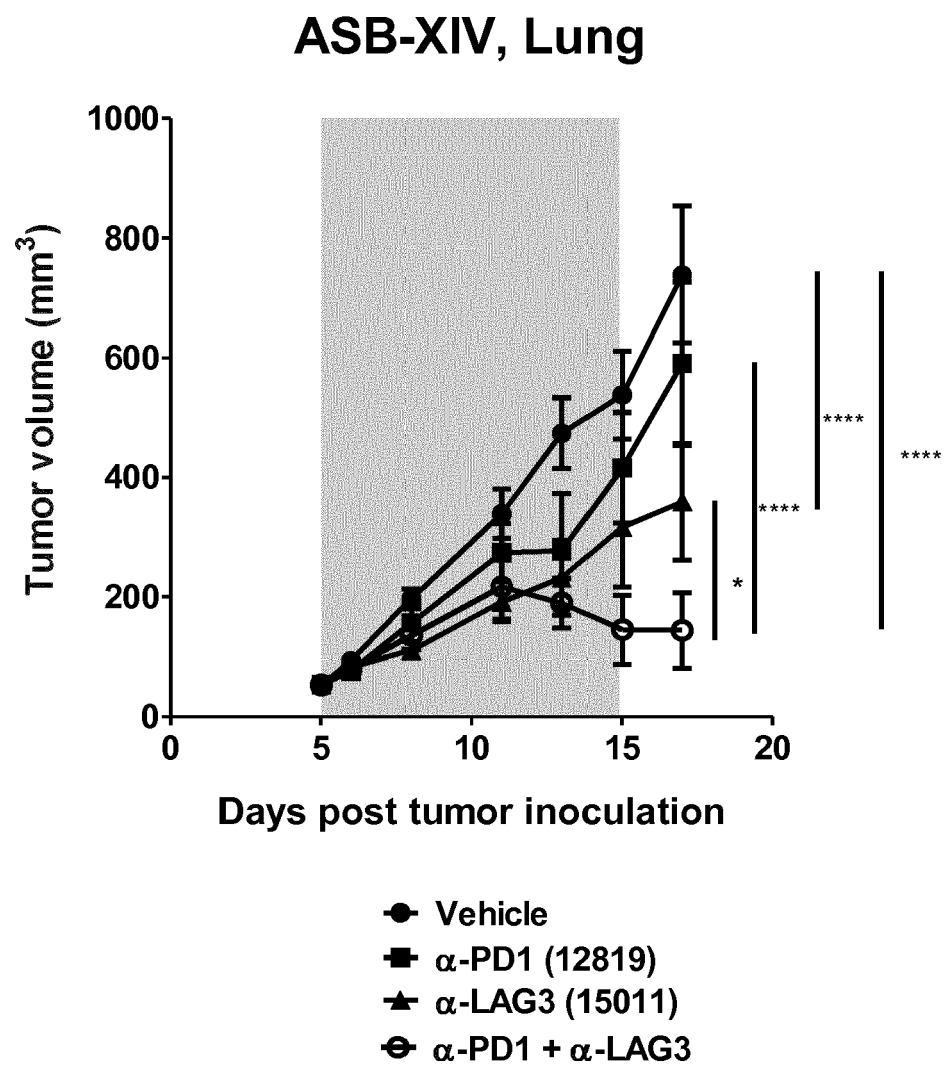 ASB-XIV, Lung
1000
800
600
400
200
0
Tumor volume (mm³)
0 5 10 15 20
Days post tumor inoculation
****
****
****
*
Vehicle
α-PD1 (12819)
α-LAG3 (15011)
α-PD1 + α-LAG3